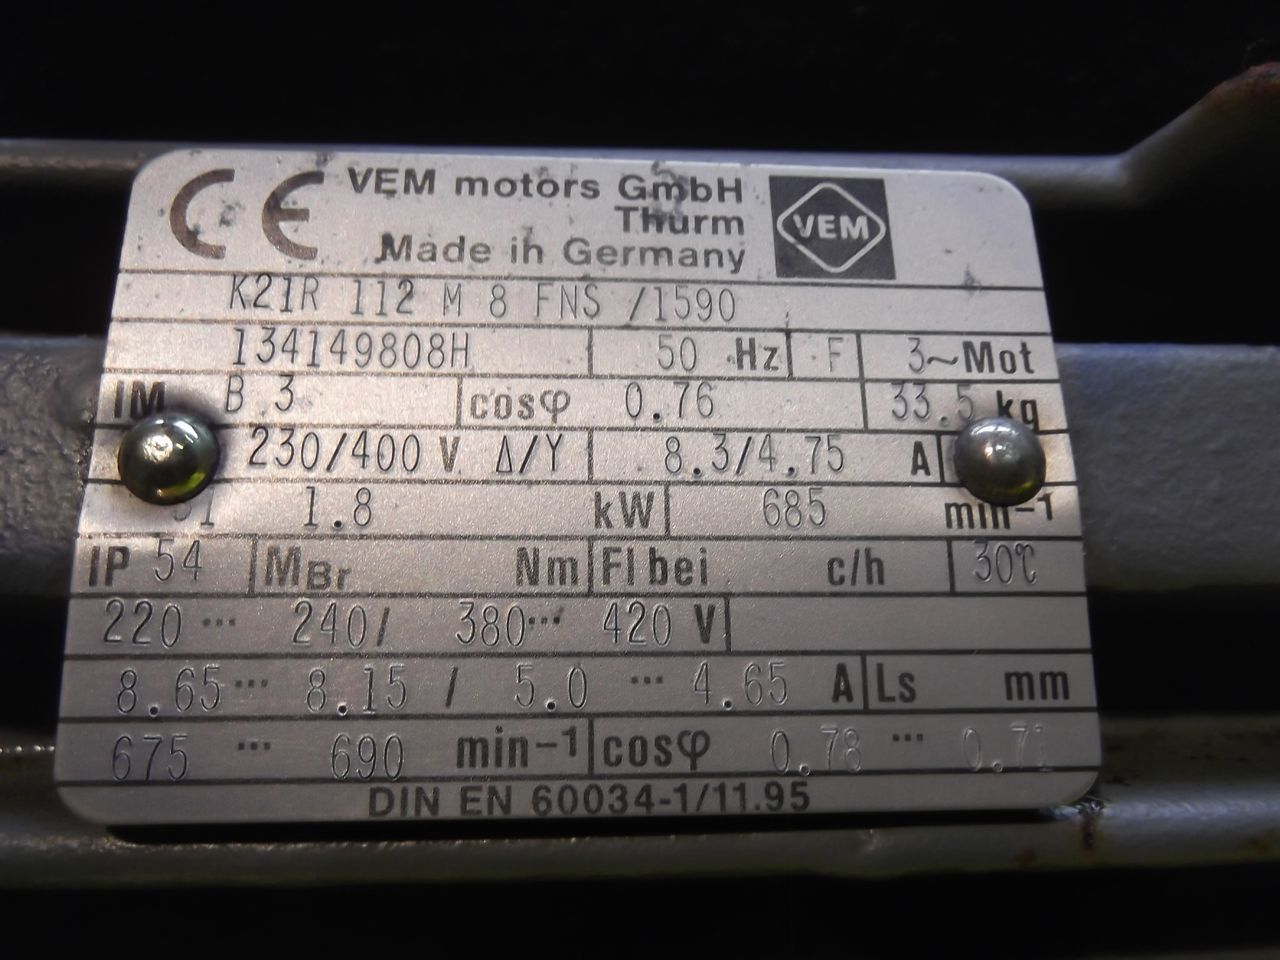 CE VEM motors GmbH
Thurm VEM
Made in Germany
K21R 112 M 8 FNS /1590
134149808H 50 Hz F 3~Mot
IM B 3 cosφ 0.76 33.5 kg
230/400 V Δ/Y 8.3/4.75 A
1.8 kW 685 min-1
IP 54 MBr Nm FI bei c/h 30°C
220 ... 240/ 380... 420 V
8.65... 8.15 / 5.0 ... 4.65 A Ls mm
675 ... 690 min-1 cosφ 0.78 ...
DIN EN 60034-1/11.95